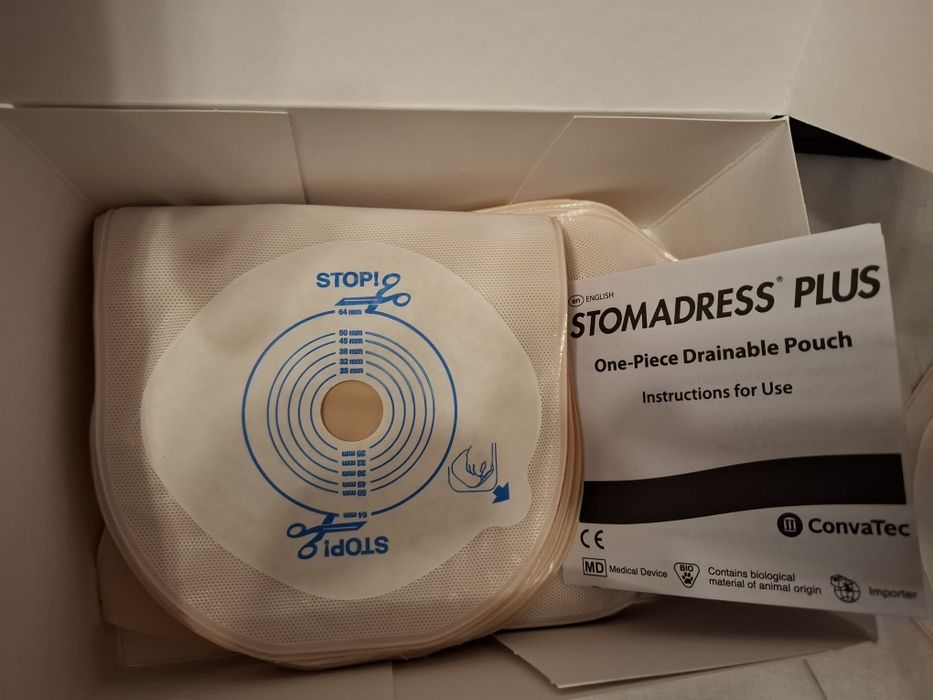 STOP!
64 mm
50 mm
45 mm
38 mm
32 mm
25 mm
25 mm
32 mm
38 mm
45 mm
50 mm
64 mm
STOP!
en ENGLISH
STOMADRESS® PLUS
One-Piece Drainable Pouch
Instructions for Use
ConvaTec
CE
MD Medical Device
BIO
Contains biological
material of animal origin
Importer